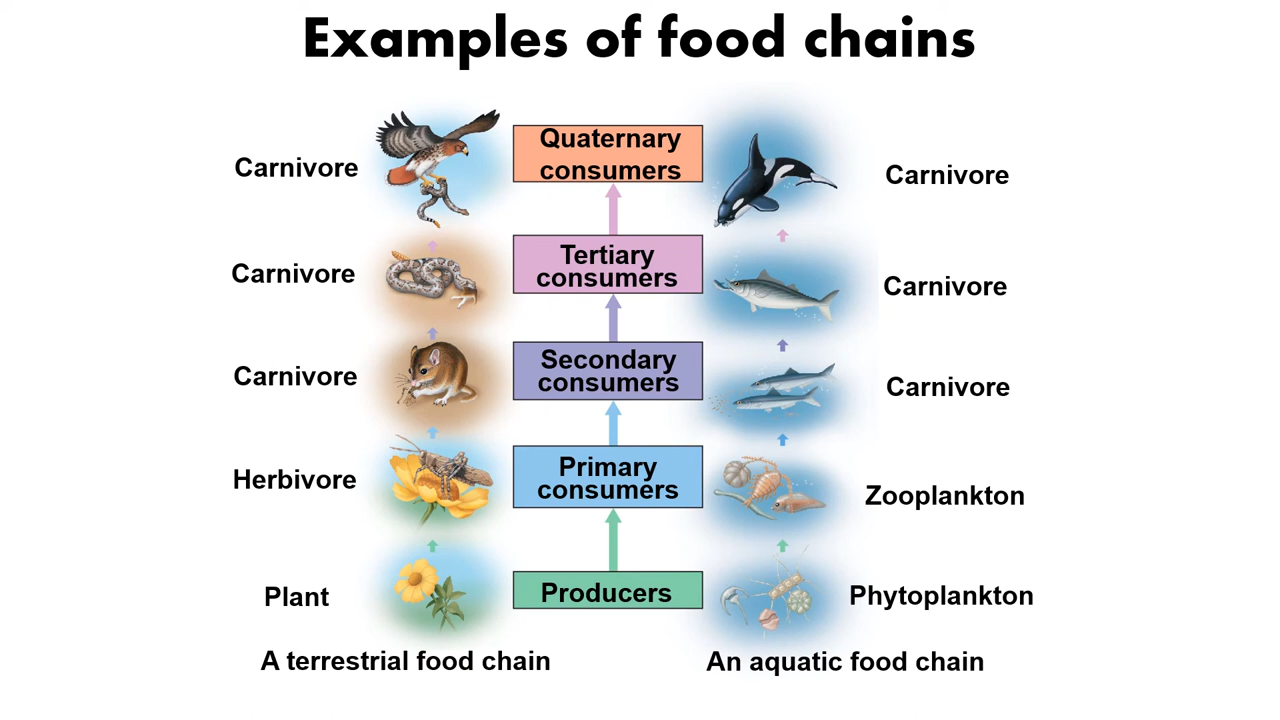 Examples of food chains
Carnivore
Quaternary
consumers
Carnivore
Carnivore
Tertiary
consumers
Carnivore
Carnivore
Secondary
consumers
Carnivore
Herbivore
Primary
consumers
Zooplankton
Plant
Producers
Phytoplankton
A terrestrial food chain
An aquatic food chain